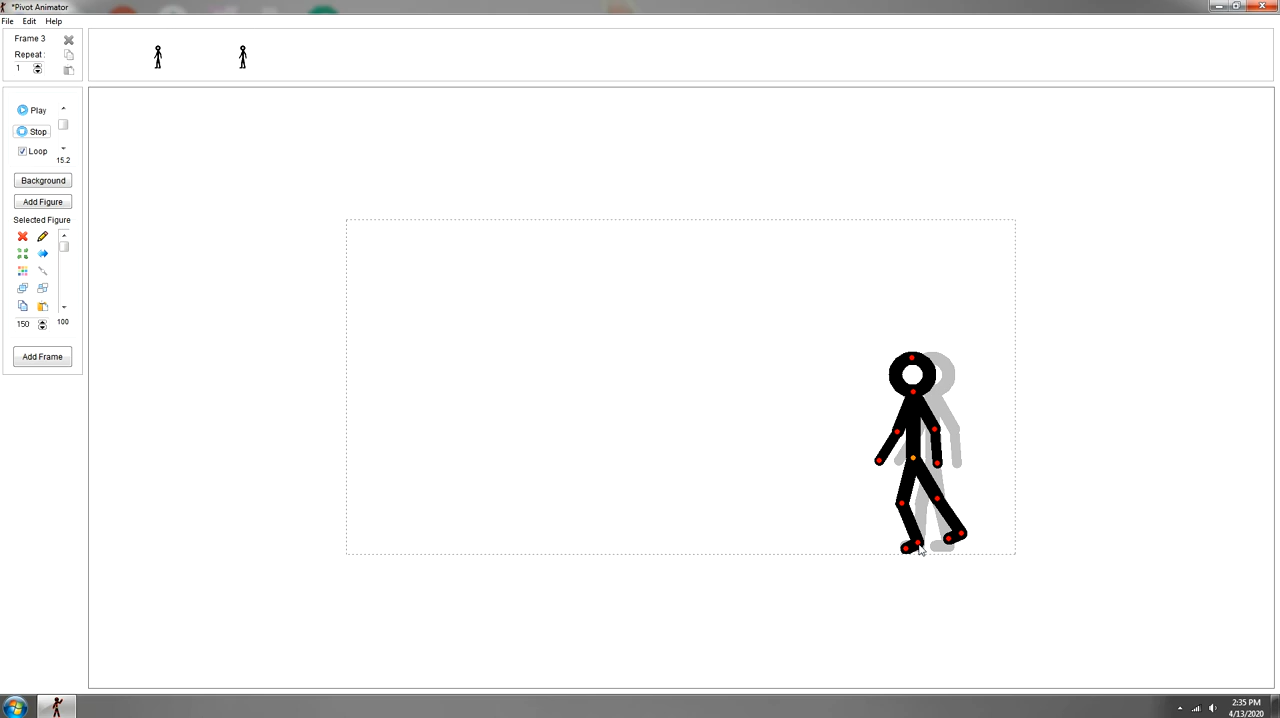 *Pivot Animator
File Edit Help
Frame 3
Repeat :
1
Play
Stop
Loop
15.2
Background
Add Figure
Selected Figure
150
100
Add Frame
2:35 PM
4/13/2020